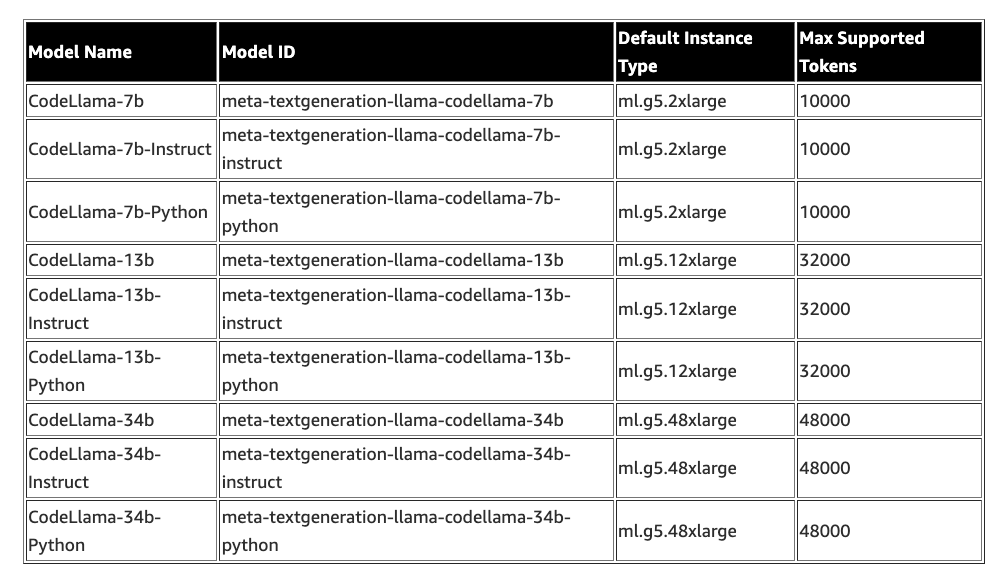 Model Name Model ID Default Instance Type Max Supported Tokens
CodeLlama-7b meta-textgeneration-llama-codellama-7b ml.g5.2xlarge 10000
CodeLlama-7b-Instruct meta-textgeneration-llama-codellama-7b-instruct ml.g5.2xlarge 10000
CodeLlama-7b-Python meta-textgeneration-llama-codellama-7b-python ml.g5.2xlarge 10000
CodeLlama-13b meta-textgeneration-llama-codellama-13b ml.g5.12xlarge 32000
CodeLlama-13b-Instruct meta-textgeneration-llama-codellama-13b-instruct ml.g5.12xlarge 32000
CodeLlama-13b-Python meta-textgeneration-llama-codellama-13b-python ml.g5.12xlarge 32000
CodeLlama-34b meta-textgeneration-llama-codellama-34b ml.g5.48xlarge 48000
CodeLlama-34b-Instruct meta-textgeneration-llama-codellama-34b-instruct ml.g5.48xlarge 48000
CodeLlama-34b-Python meta-textgeneration-llama-codellama-34b-python ml.g5.48xlarge 48000